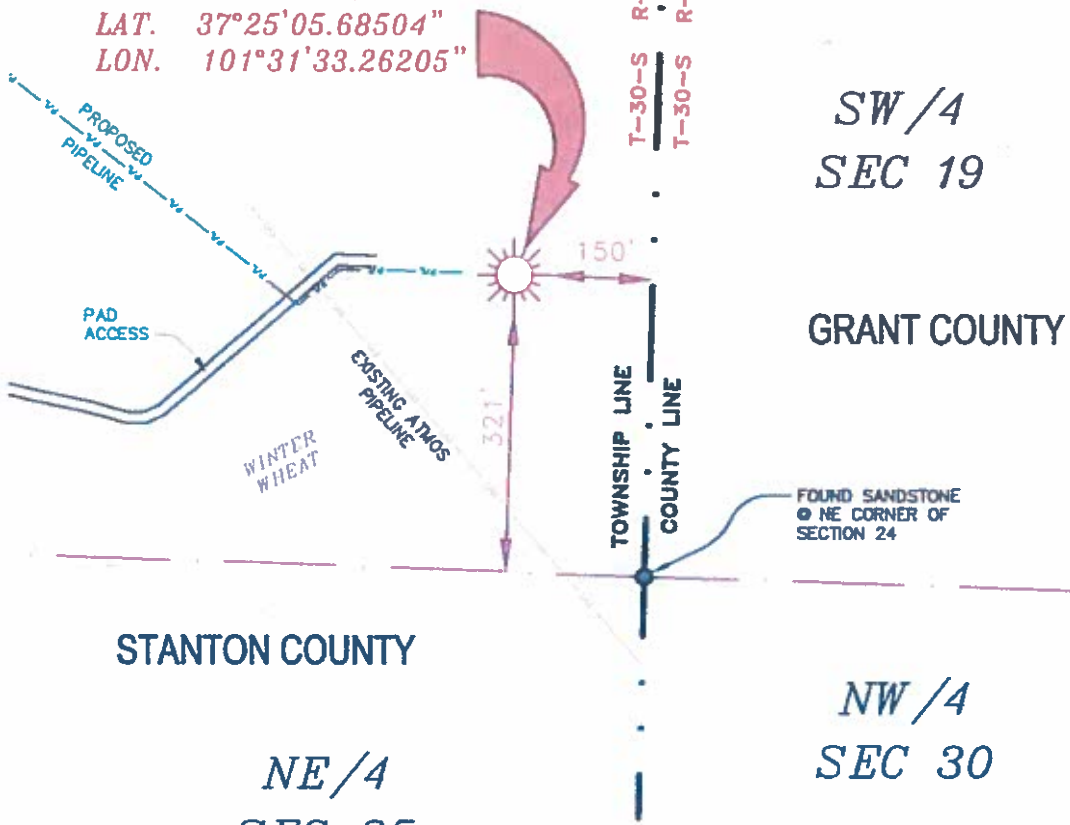 LAT. 37°25'05.68504"
LON. 101°31'33.26205"
T-30-S
T-30-S
SW/4
SEC 19
PROPOSED
PIPELINE
150'
PAD
ACCESS
GRANT COUNTY
EXISTING ATMOS
PIPELINE
321'
WINTER
WHEAT
TOWNSHIP LINE
COUNTY LINE
FOUND SANDSTONE
@ NE CORNER OF
SECTION 24
STANTON COUNTY
NW/4
SEC 30
NE/4